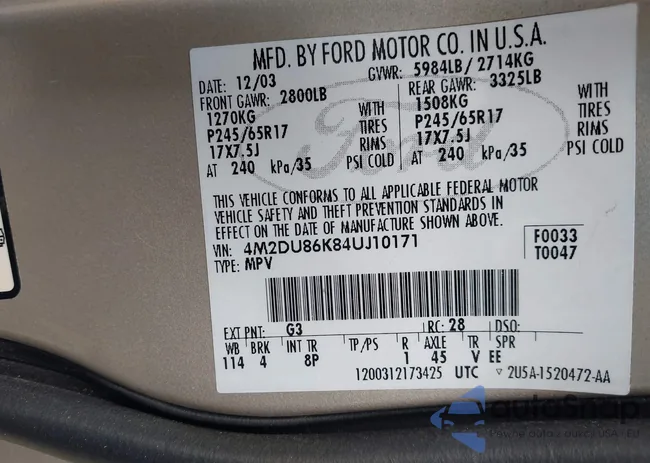 MFD. BY FORD MOTOR CO. IN U.S.A.
DATE: 12/03 GVWR: 5984LB/ 2714KG
FRONT GAWR: 2800LB REAR GAWR: 3325LB
1270KG WITH 1508KG WITH
P245/65R17 TIRES P245/65R17 TIRES
17X7.5J RIMS 17X7.5J RIMS
AT 240 kPa/35 PSI COLD AT 240 kPa/35 PSI COLD
Ford
THIS VEHICLE CONFORMS TO ALL APPLICABLE FEDERAL MOTOR
VEHICLE SAFETY AND THEFT PREVENTION STANDARDS IN
EFFECT ON THE DATE OF MANUFACTURE SHOWN ABOVE.
VIN: 4M2DU86K84UJ10171 F0033
TYPE: MPV T0047
EXT PNT: G3 RC: 28 DSO:
WB BRK INT TR TP/PS R AXLE TR SPR
114 4 8P 1 45 V EE
1200312173425 UTC ▽ 2U5A-1520472-AA
autoSnap